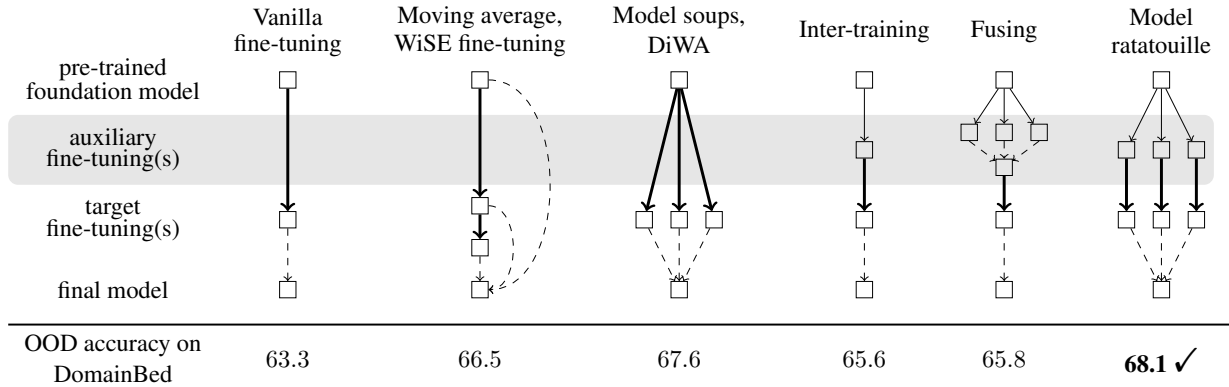 Vanilla
fine-tuning
Moving average,
WiSE fine-tuning
Model soups,
DiWA
Inter-training
Fusing
Model
ratatouille
pre-trained
foundation model
auxiliary
fine-tuning(s)
target
fine-tuning(s)
final model
OOD accuracy on
DomainBed
63.3
66.5
67.6
65.6
65.8
68.1 ✓